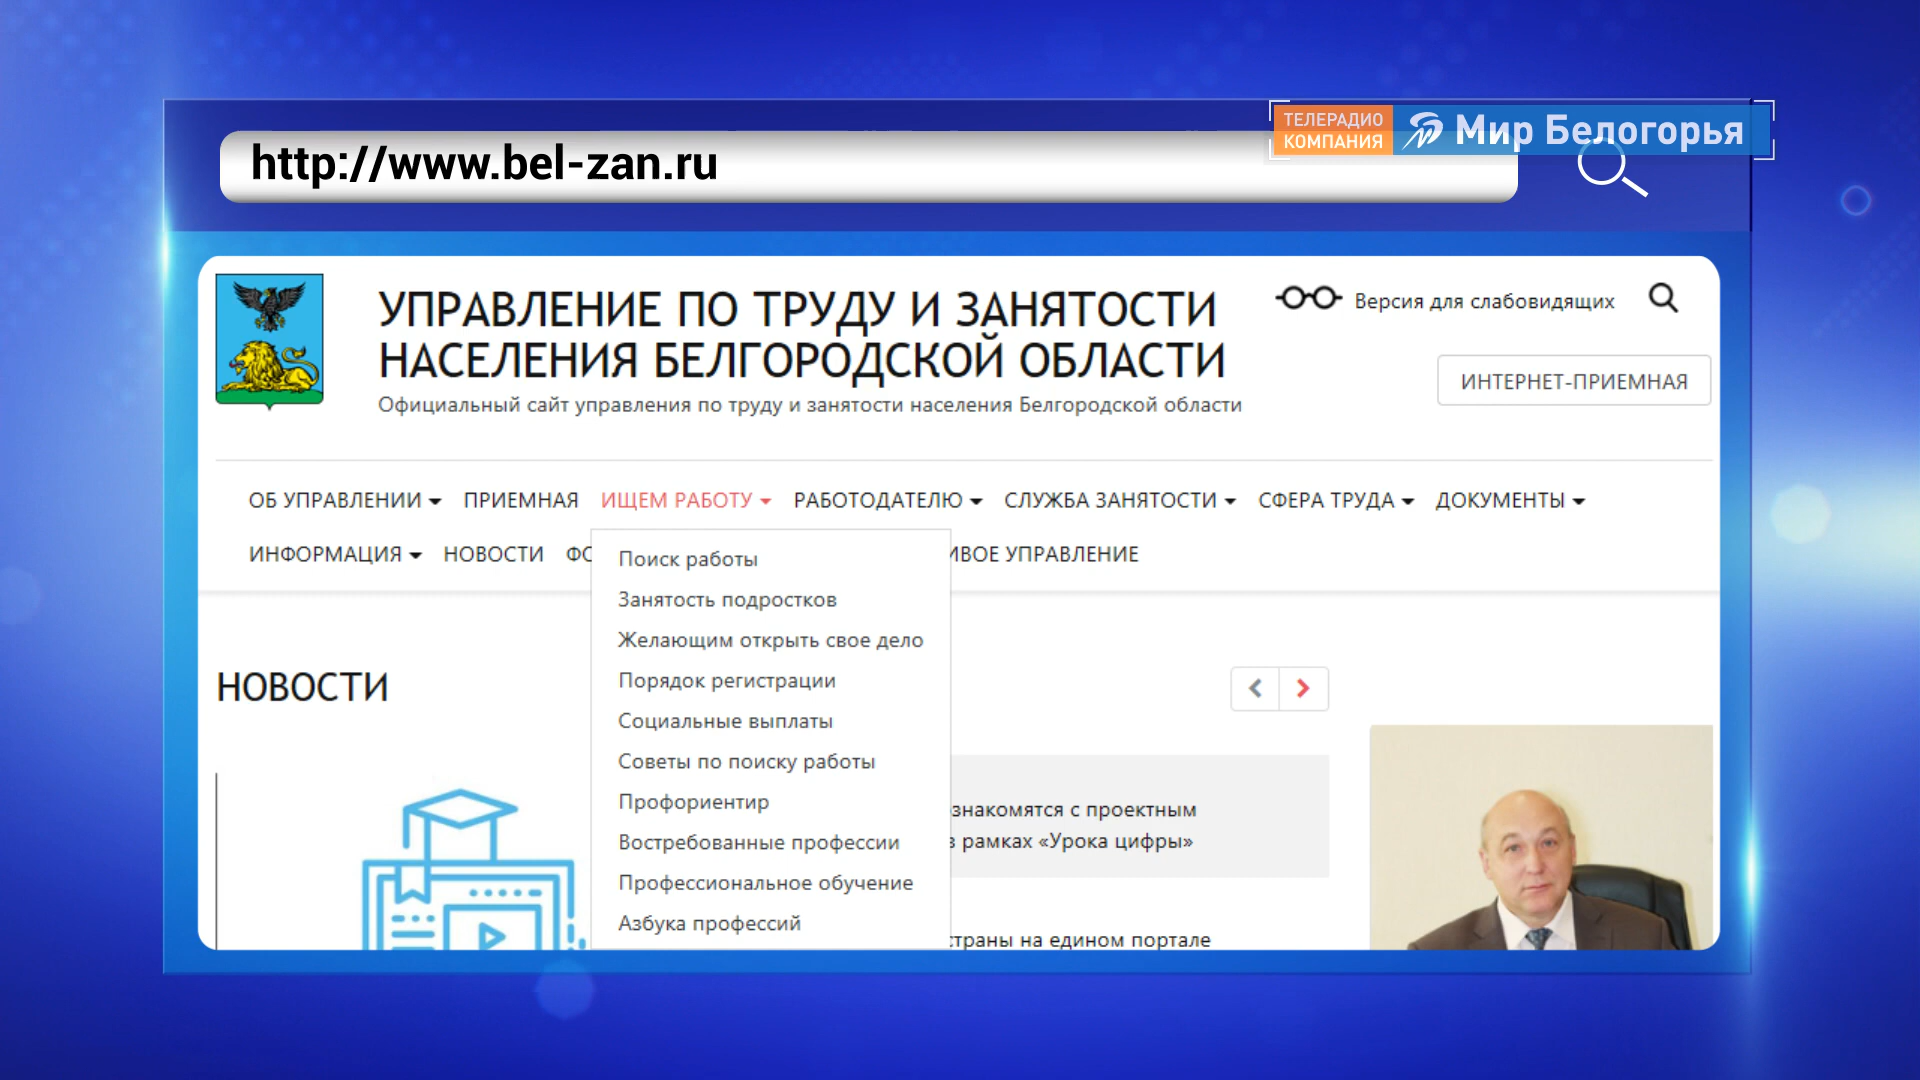 ТЕЛЕРАДИО
КОМПАНИЯ
Мир Белогорья
http://www.bel-zan.ru
УПРАВЛЕНИЕ ПО ТРУДУ И ЗАНЯТОСТИ
НАСЕЛЕНИЯ БЕЛГОРОДСКОЙ ОБЛАСТИ
Официальный сайт управления по труду и занятости населения Белгородской области
Версия для слабовидящих
ИНТЕРНЕТ-ПРИЕМНАЯ
ОБ УПРАВЛЕНИИ ПРИЕМНАЯ ИЩЕМ РАБОТУ РАБОТОДАТЕЛЮ СЛУЖБА ЗАНЯТОСТИ СФЕРА ТРУДА ДОКУМЕНТЫ
ИНФОРМАЦИЯ НОВОСТИ УПРАВЛЕНИЕ
Поиск работы
Занятость подростков
Желающим открыть свое дело
Порядок регистрации
Социальные выплаты
Советы по поиску работы
Профориентир
Востребованные профессии
Профессиональное обучение
Азбука профессий
НОВОСТИ
с проектным
в рамках «Урока цифры»
страны на едином портале